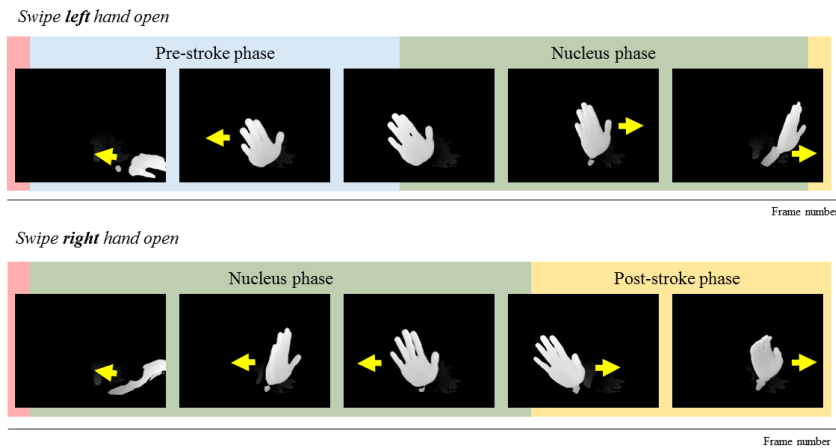 Swipe left hand open
Pre-stroke phase Nucleus phase
Frame number
Swipe right hand open
Nucleus phase Post-stroke phase
Frame number